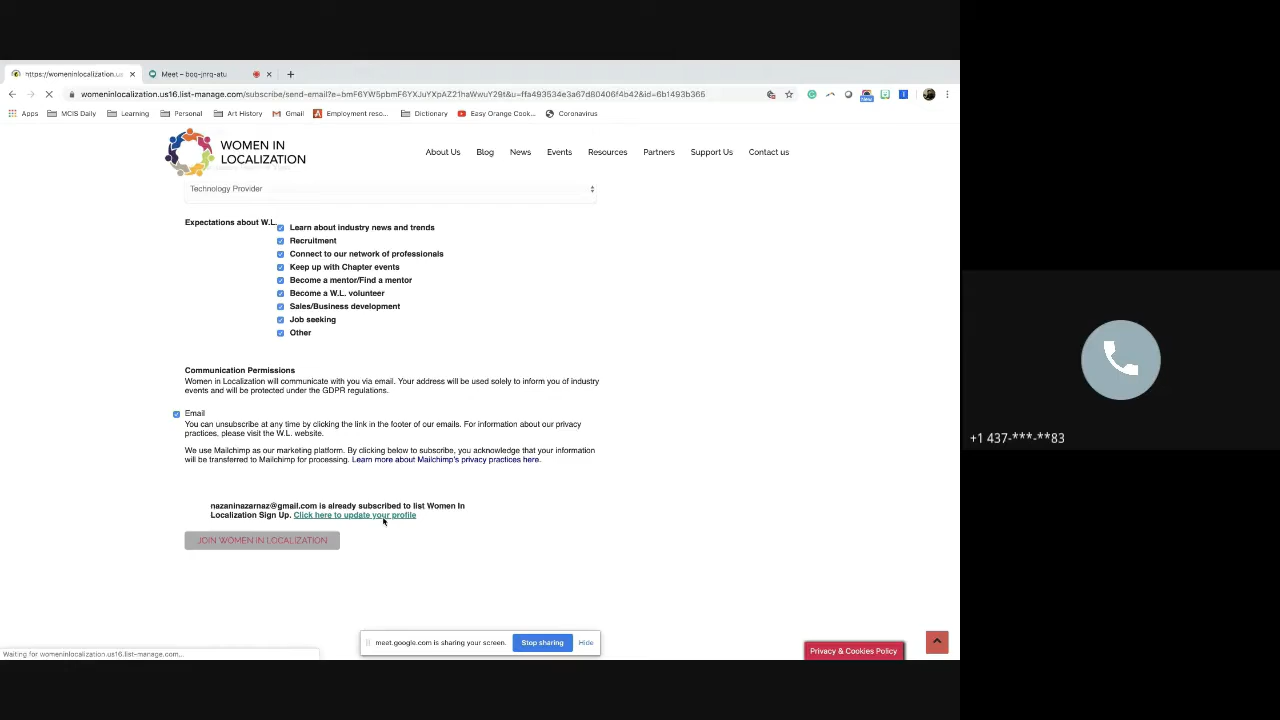 https://womeninlocalization.us
Meet – boq-jnrq-atu
womeninlocalization.us16.list-manage.com/subscribe/send-email?e=bmF6YW5pbmF6YXJuYXpAZ21haWwuY29t&u=ffa493534e3a67d80406f4b42&id=6b1493b365
Apps MCIS Daily Learning Personal Art History Gmail Employment reso... Dictionary Easy Orange Cook... Coronavirus
WOMEN IN
LOCALIZATION
About Us Blog News Events Resources Partners Support Us Contact us
Technology Provider
Expectations about W.L.
Learn about industry news and trends
Recruitment
Connect to our network of professionals
Keep up with Chapter events
Become a mentor/Find a mentor
Become a W.L. volunteer
Sales/Business development
Job seeking
Other
Communication Permissions
Women in Localization will communicate with you via email. Your address will be used solely to inform you of industry
events and will be protected under the GDPR regulations.
Email
You can unsubscribe at any time by clicking the link in the footer of our emails. For information about our privacy
practices, please visit the W.L. website.
We use Mailchimp as our marketing platform. By clicking below to subscribe, you acknowledge that your information
will be transferred to Mailchimp for processing. Learn more about Mailchimp's privacy practices here.
nazaninazarnaz@gmail.com is already subscribed to list Women In
Localization Sign Up. Click here to update your profile
JOIN WOMEN IN LOCALIZATION
meet.google.com is sharing your screen. Stop sharing Hide
Privacy & Cookies Policy
Waiting for womeninlocalization.us16.list-manage.com...
+1 437-***-**83